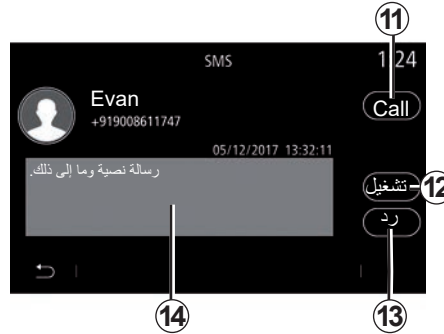 11
SMS
1 24
Evan
+919008611747
Call
05/12/2017 13:32:11
رسالة نصية وما إلى ذلك.
تشغيل
12
رد
14
13